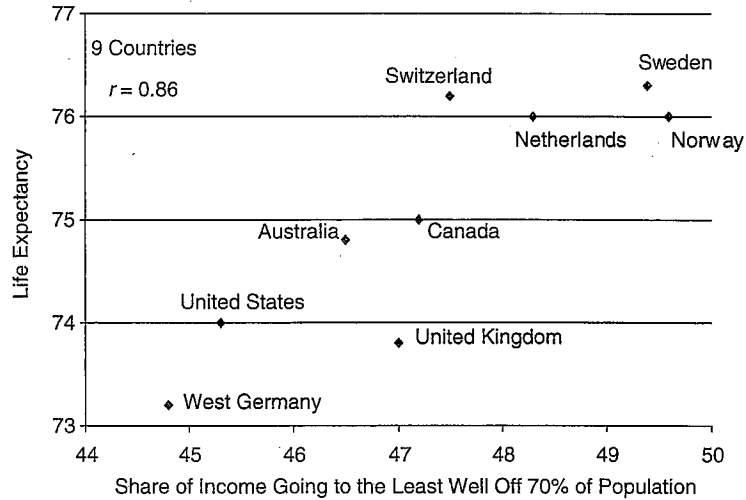 77
9 Countries
r = 0.86
Switzerland
Sweden
76
Netherlands
Norway
Life Expectancy
75
Australia
Canada
United States
74
United Kingdom
West Germany
73
44 45 46 47 48 49 50
Share of Income Going to the Least Well Off 70% of Population